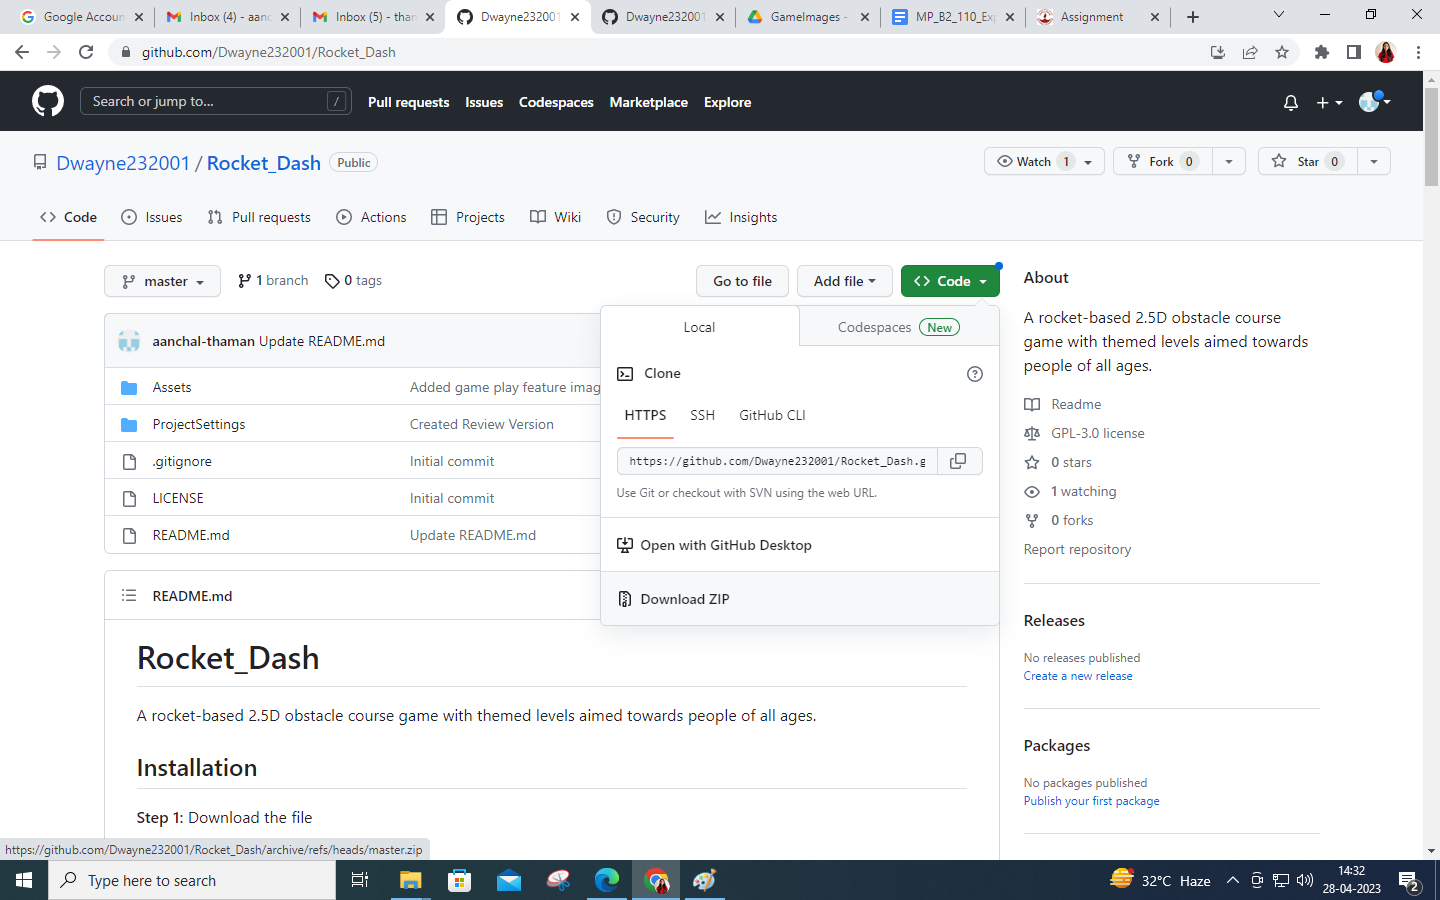 Google Accoun
Inbox (4) - aanc
Inbox (5) - than
Dwayne232001
Dwayne232001
GameImages -
MP_B2_110_Exp
Assignment
github.com/Dwayne232001/Rocket_Dash
Search or jump to...
/
Pull requests
Issues
Codespaces
Marketplace
Explore
Dwayne232001 / Rocket_Dash
Public
Watch 1
Fork 0
Star 0
Code
Issues
Pull requests
Actions
Projects
Wiki
Security
Insights
master
1 branch
0 tags
Go to file
Add file
Code
aanchal-thaman Update README.md
Assets
Added game play feature imag
ProjectSettings
Created Review Version
.gitignore
Initial commit
LICENSE
Initial commit
README.md
Update README.md
Local
Codespaces New
Clone
HTTPS
SSH
GitHub CLI
https://github.com/Dwayne232001/Rocket_Dash.g
Use Git or checkout with SVN using the web URL.
Open with GitHub Desktop
Download ZIP
README.md
Rocket_Dash
A rocket-based 2.5D obstacle course game with themed levels aimed towards people of all ages.
Installation
Step 1: Download the file
About
A rocket-based 2.5D obstacle course
game with themed levels aimed towards
people of all ages.
Readme
GPL-3.0 license
0 stars
1 watching
0 forks
Report repository
Releases
No releases published
Create a new release
Packages
No packages published
Publish your first package
https://github.com/Dwayne232001/Rocket_Dash/archive/refs/heads/master.zip
Type here to search
32°C Haze
14:32
28-04-2023
2